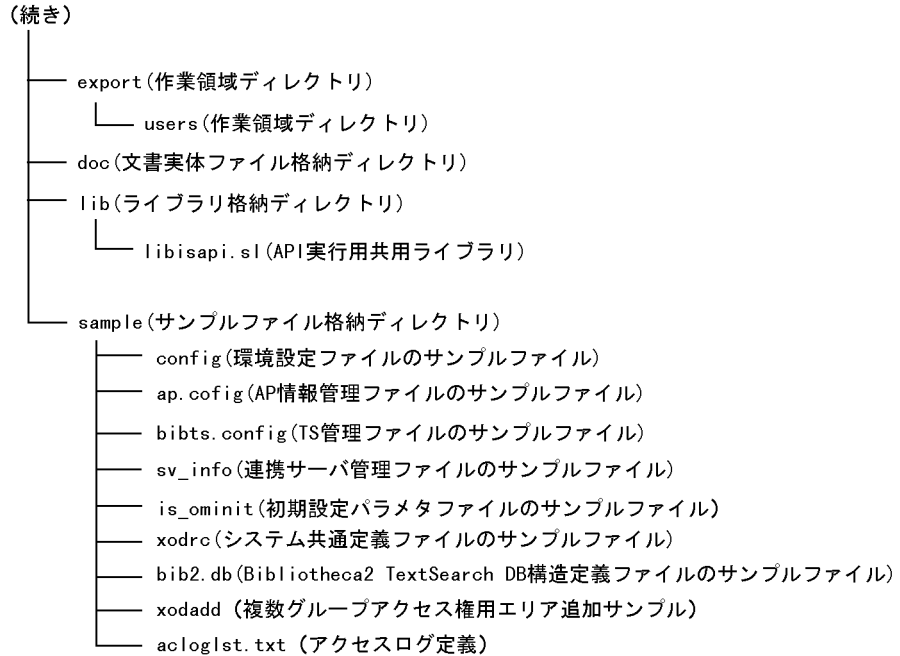 (続き)
export(作業領域ディレクトリ)
users(作業領域ディレクトリ)
doc(文書実体ファイル格納ディレクトリ)
lib(ライブラリ格納ディレクトリ)
libisapi.sl(API実行用共用ライブラリ)
sample(サンプルファイル格納ディレクトリ)
config(環境設定ファイルのサンプルファイル)
ap.cofig(AP情報管理ファイルのサンプルファイル)
bibts.config(TS管理ファイルのサンプルファイル)
sv_info(連携サーバ管理ファイルのサンプルファイル)
is_ominit(初期設定パラメタファイルのサンプルファイル)
xodrc(システム共通定義ファイルのサンプルファイル)
bib2.db(Bibliotheca2 TextSearch DB構造定義ファイルのサンプルファイル)
xodadd (複数グループアクセス権用エリア追加サンプル)
acloglst.txt (アクセスログ定義)